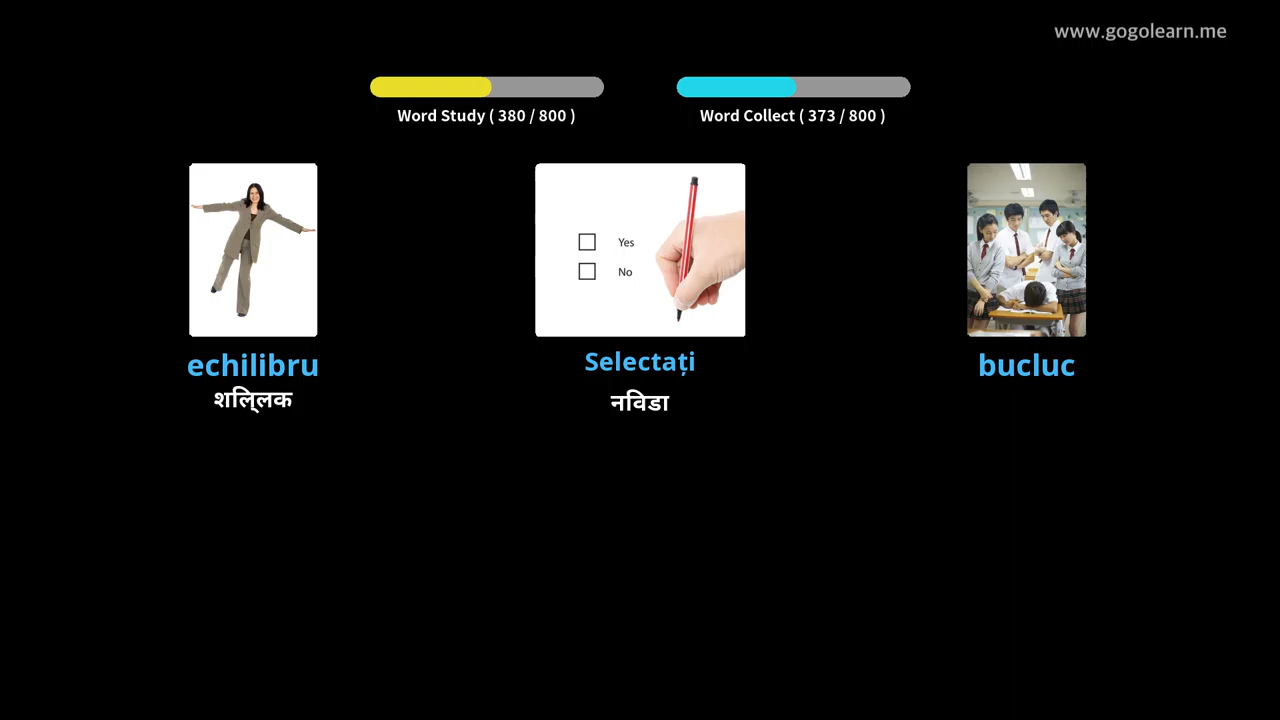 www.gogolearn.me
Word Study ( 380 / 800 )
Word Collect ( 373 / 800 )
Yes
No
echilibru
Selectați
bucluc
शल्लिक
नविडा